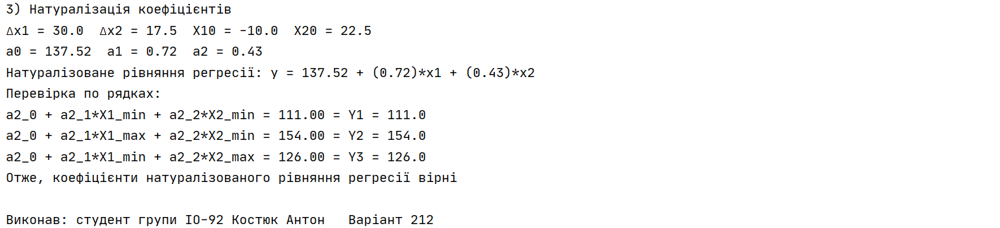 3) Натуралізація коефіцієнтів
Δx1 = 30.0  Δx2 = 17.5  X10 = -10.0  X20 = 22.5
a0 = 137.52  a1 = 0.72  a2 = 0.43
Натуралізоване рівняння регресії: y = 137.52 + (0.72)*x1 + (0.43)*x2
Перевірка по рядках:
a2_0 + a2_1*X1_min + a2_2*X2_min = 111.00 = Y1 = 111.0
a2_0 + a2_1*X1_max + a2_2*X2_min = 154.00 = Y2 = 154.0
a2_0 + a2_1*X1_min + a2_2*X2_max = 126.00 = Y3 = 126.0
Отже, коефіцієнти натуралізованого рівняння регресії вірні
Виконав: студент групи ІО-92 Костюк Антон   Варіант 212